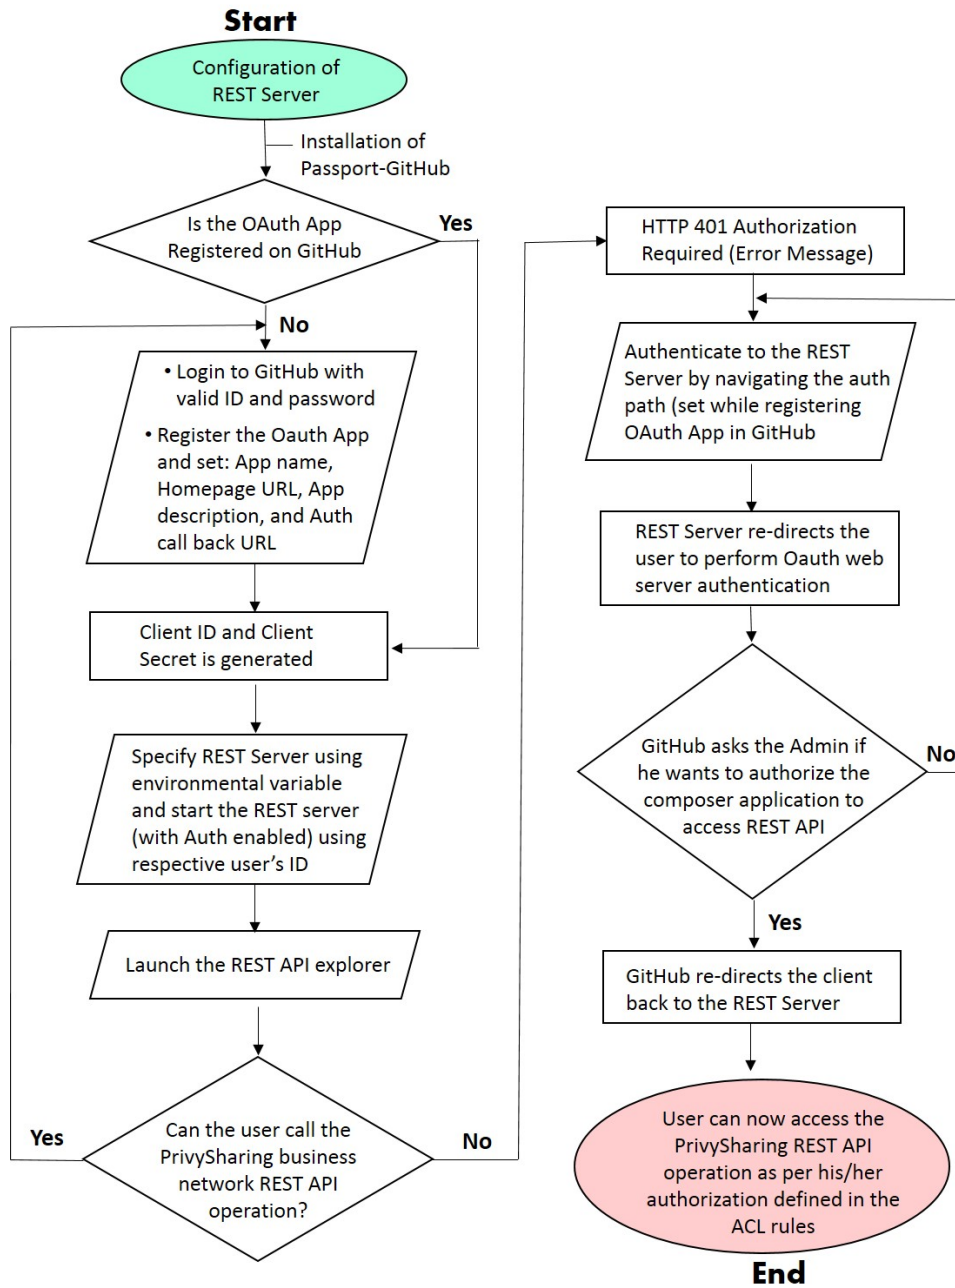 Start
Configuration of
REST Server
Installation of
Passport-GitHub
Is the OAuth App
Registered on GitHub
Yes
No
• Login to GitHub with
valid ID and password
• Register the Oauth App
and set: App name,
Homepage URL, App
description, and Auth
call back URL
Client ID and Client
Secret is generated
Specify REST Server using
environmental variable
and start the REST server
(with Auth enabled) using
respective user's ID
Launch the REST API explorer
Can the user call the
PrivySharing business
network REST API
operation?
Yes
No
HTTP 401 Authorization
Required (Error Message)
Authenticate to the REST
Server by navigating the auth
path (set while registering
OAuth App in GitHub
REST Server re-directs the
user to perform Oauth web
server authentication
GitHub asks the Admin if
he wants to authorize the
composer application to
access REST API
No
Yes
GitHub re-directs the client
back to the REST Server
User can now access the
PrivySharing REST API
operation as per his/her
authorization defined in the
ACL rules
End